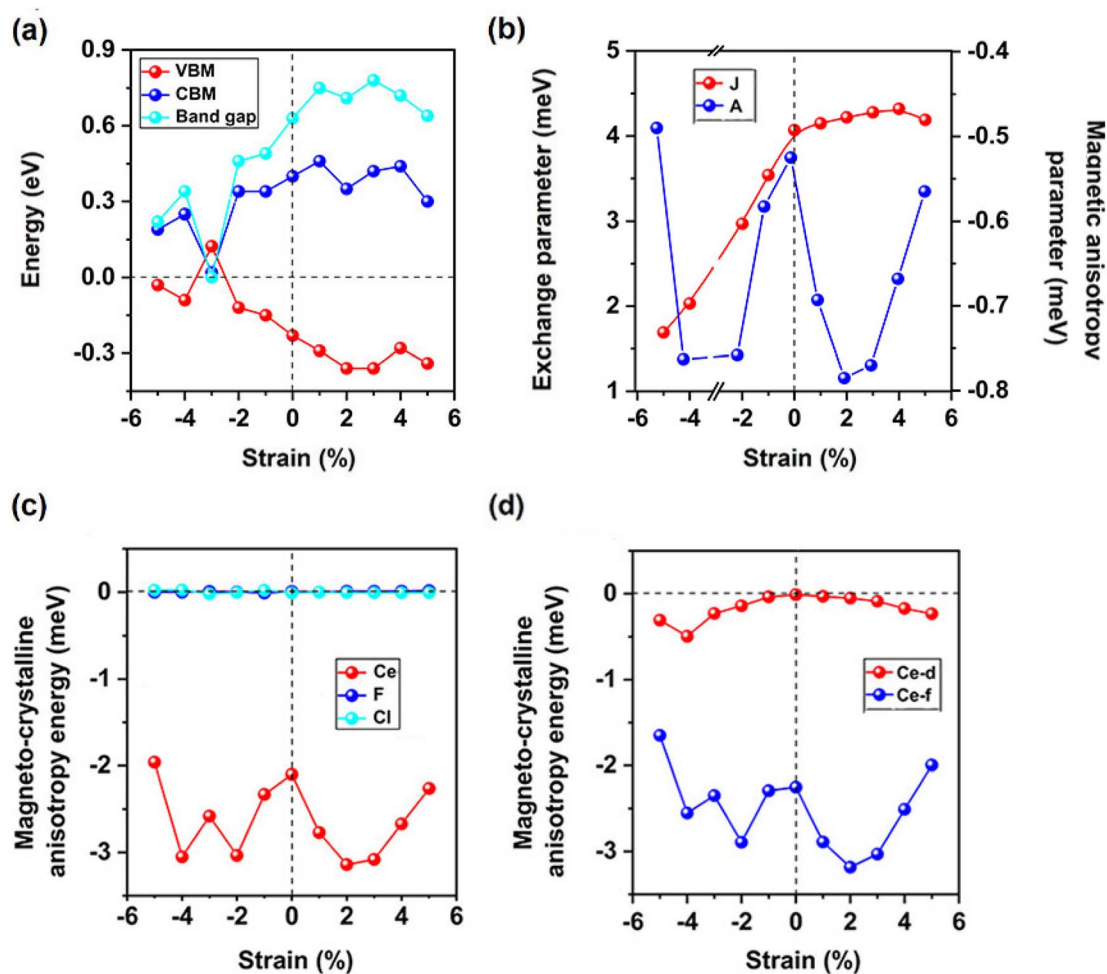 (a)
0.9
0.6
0.3
0.0
-0.3
Energy (eV)
VBM
CBM
Band gap
-6 -4 -2 0 2 4 6
Strain (%)
(b)
5
4
3
2
1
Exchange parameter (meV)
J
A
-0.4
-0.5
-0.6
-0.7
-0.8
Magnetic anisotropy
parameter (meV)
-6 -4 -2 0 2 4 6
Strain (%)
(c)
0
-1
-2
-3
Magneto-crystalline
anisotropy energy (meV)
Ce
F
Cl
-6 -4 -2 0 2 4 6
Strain (%)
(d)
0
-1
-2
-3
Magneto-crystalline
anisotropy energy (meV)
Ce-d
Ce-f
-6 -4 -2 0 2 4 6
Strain (%)